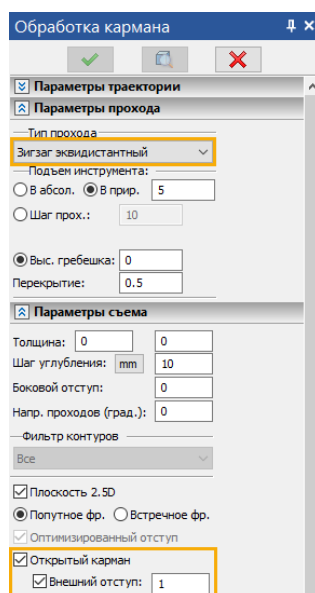 Обработка кармана
Параметры траектории
Параметры прохода
Тип прохода
Зигзаг эквидистантный
Подъем инструмента:
В абсол. В прир. 5
Шаг прох.: 10
Выс. гребешка: 0
Перекрытие: 0.5
Параметры съема
Толщина: 0 0
Шаг углубления: mm 10
Боковой отступ: 0
Напр. проходов (град.): 0
Фильтр контуров
Все
Плоскость 2.5D
Попутное фр. Встречное фр.
Оптимизированный отступ
Открытый карман
Внешний отступ: 1